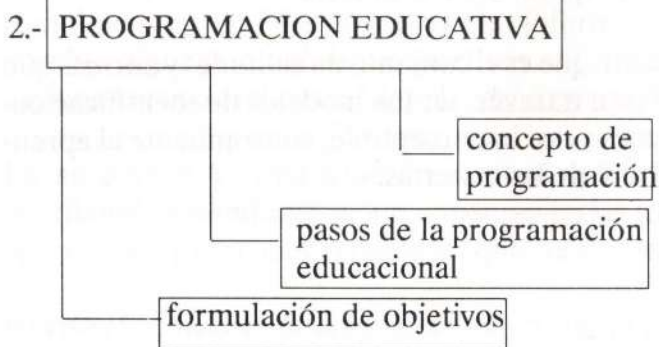 2.- PROGRAMACION EDUCATIVA
concepto de
programación
pasos de la programación
educacional
formulación de objetivos